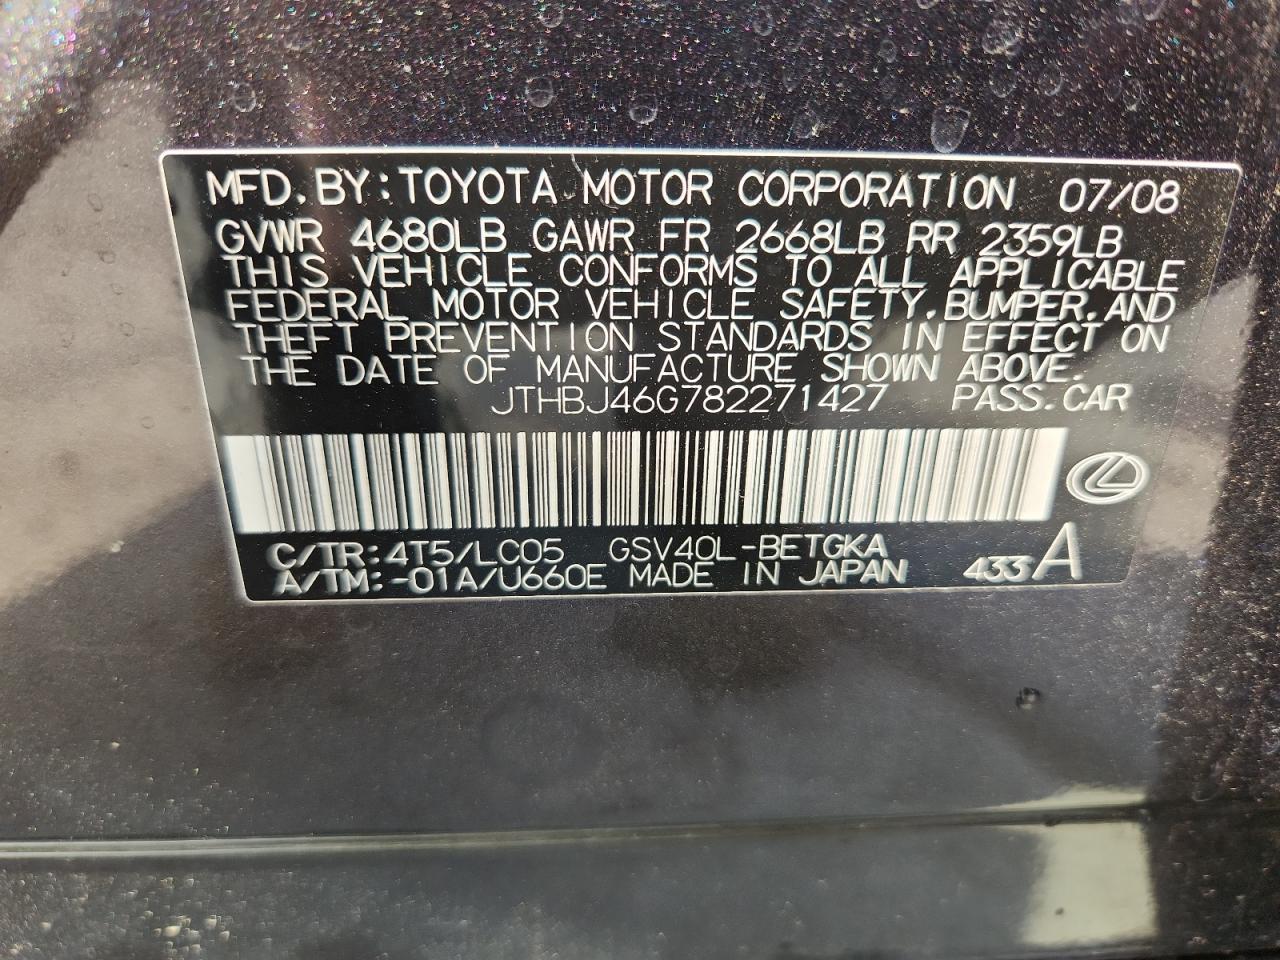 MFD. BY: TOYOTA MOTOR CORPORATION 07/08
GVWR 4680LB GAWR FR 2668LB RR 2359LB
THIS VEHICLE CONFORMS TO ALL APPLICABLE
FEDERAL MOTOR VEHICLE SAFETY, BUMPER, AND
THEFT PREVENTION STANDARDS IN EFFECT ON
THE DATE OF MANUFACTURE SHOWN ABOVE.
JTHBJ46G782271427 PASS. CAR
C/TR: 4T5/LC05 GSV40L-BETGKA
A/TM: -01A/U660E MADE IN JAPAN 433 A